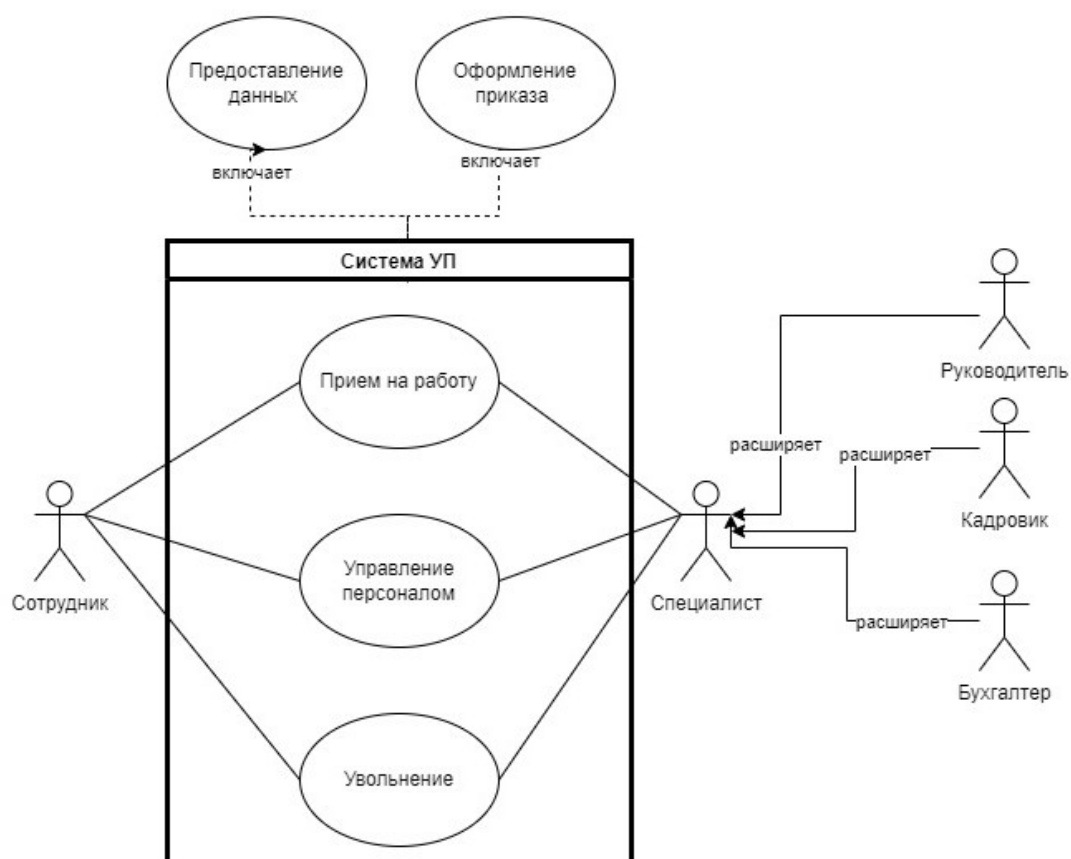 Предоставление
данных
Оформление
приказа
включает
включает
Система УП
Прием на работу
Руководитель
расширяет
расширяет
Кадровик
Сотрудник
Управление
персоналом
Специалист
расширяет
Бухгалтер
Увольнение